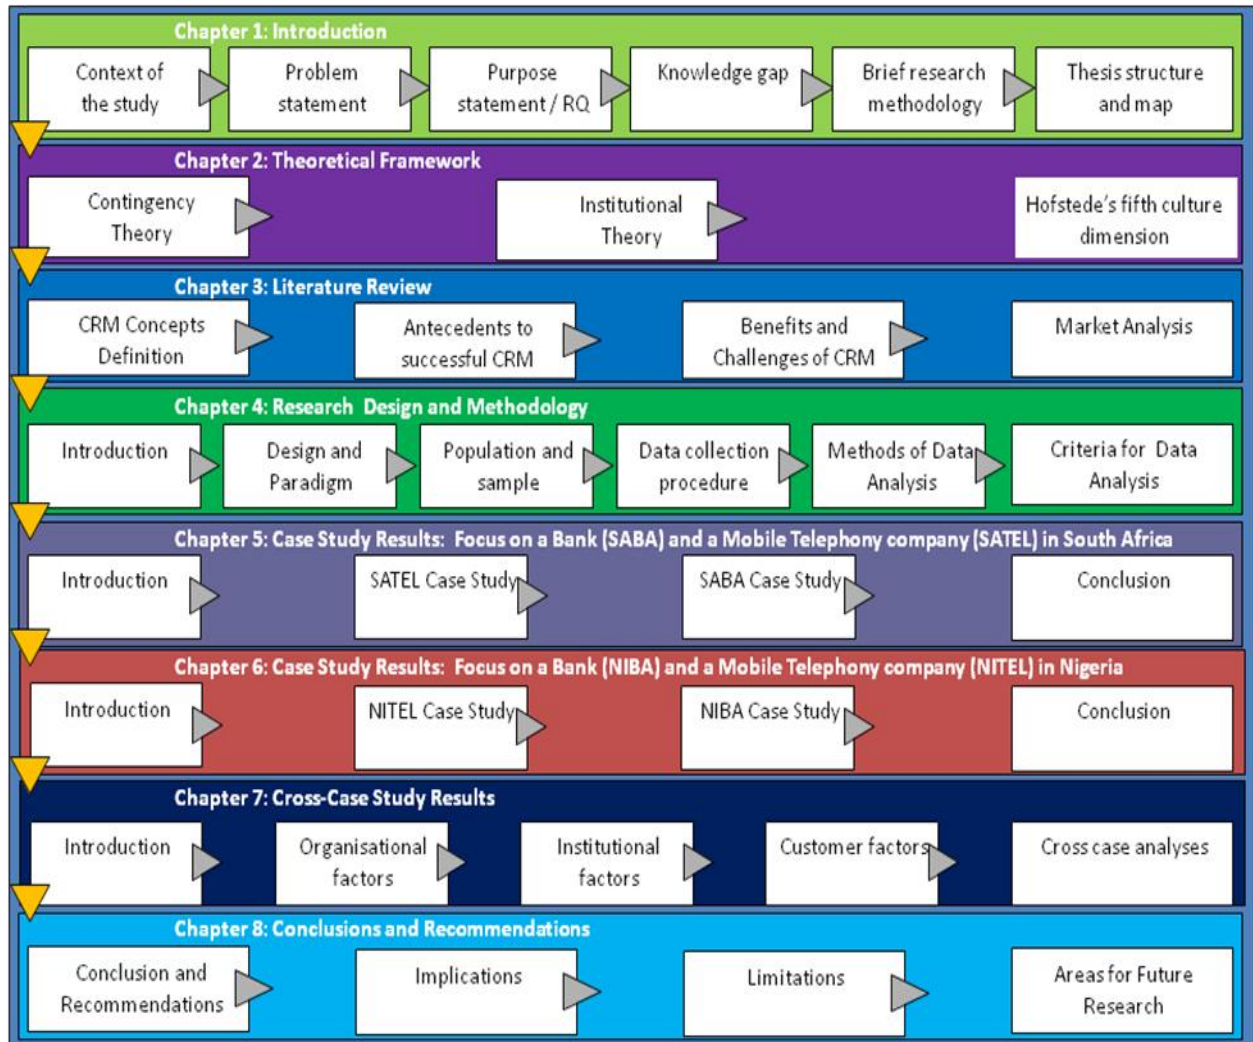 Chapter 1: Introduction
Context of
the study
Problem
statement
Purpose
statement / RQ
Knowledge gap
Brief research
methodology
Thesis structure
and map
Chapter 2: Theoretical Framework
Contingency
Theory
Institutional
Theory
Hofstede's fifth culture
dimension
Chapter 3: Literature Review
CRM Concepts
Definition
Antecedents to
successful CRM
Benefits and
Challenges of CRM
Market Analysis
Chapter 4: Research Design and Methodology
Introduction
Design and
Paradigm
Population and
sample
Data collection
procedure
Methods of Data
Analysis
Criteria for Data
Analysis
Chapter 5: Case Study Results: Focus on a Bank (SABA) and a Mobile Telephony company (SATEL) in South Africa
Introduction
SATEL Case Study
SABA Case Study
Conclusion
Chapter 6: Case Study Results: Focus on a Bank (NIBA) and a Mobile Telephony company (NITEL) in Nigeria
Introduction
NITEL Case Study
NIBA Case Study
Conclusion
Chapter 7: Cross-Case Study Results
Introduction
Organisational
factors
Institutional
factors
Customer factors
Cross case analyses
Chapter 8: Conclusions and Recommendations
Conclusion and
Recommendations
Implications
Limitations
Areas for Future
Research